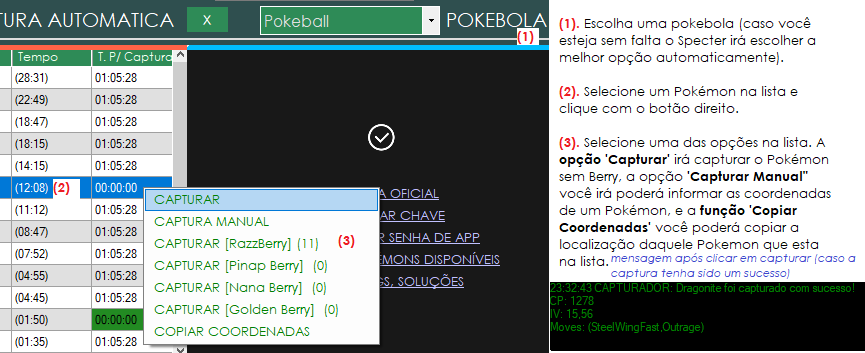 TURA AUTOMATICA X Pokeball POKEBOLA
(1)
Tempo T. P/ Captura
(28:31) 01:05:28
(22:49) 01:05:28
(18:47) 01:05:28
(18:15) 01:05:28
(14:15) 01:05:28
(12:08) (2) 00:00:00
(11:12) 01:05:28
(08:47) 01:05:28
(07:52) 01:05:28
(04:55) 01:05:28
(04:45) 01:05:28
(01:50) 00:00:00
(01:35) 01:05:28
CAPTURAR
CAPTURA MANUAL
CAPTURAR [RazzBerry] (11) (3)
CAPTURAR [Pinap Berry] (0)
CAPTURAR [Nana Berry] (0)
CAPTURAR [Golden Berry] (0)
COPIAR COORDENADAS
A OFICIAL
AR CHAVE
R SENHA DE APP
EMONS DISPONÍVEIS
GS, SOLUÇÕES
(1). Escolha uma pokebola (caso você
esteja sem falta o Specter irá escolher a
melhor opção automaticamente).
(2). Selecione um Pokémon na lista e
clique com o botão direito.
(3). Selecione uma das opções na lista. A
opção 'Capturar' irá capturar o Pokémon
sem Berry, a opção 'Capturar Manual"
você irá poderá informar as coordenadas
de um Pokémon, e a função 'Copiar
Coordenadas' você poderá copiar a
localização daquele Pokemon que esta
na lista.
mensagem após clicar em capturar (caso a
captura tenha sido um sucesso)
23:32:43 CAPTURADOR: Dragonite foi capturado com sucesso!
CP: 1278
IV: 15,56
Moves: (SteelWingFast,Outrage)